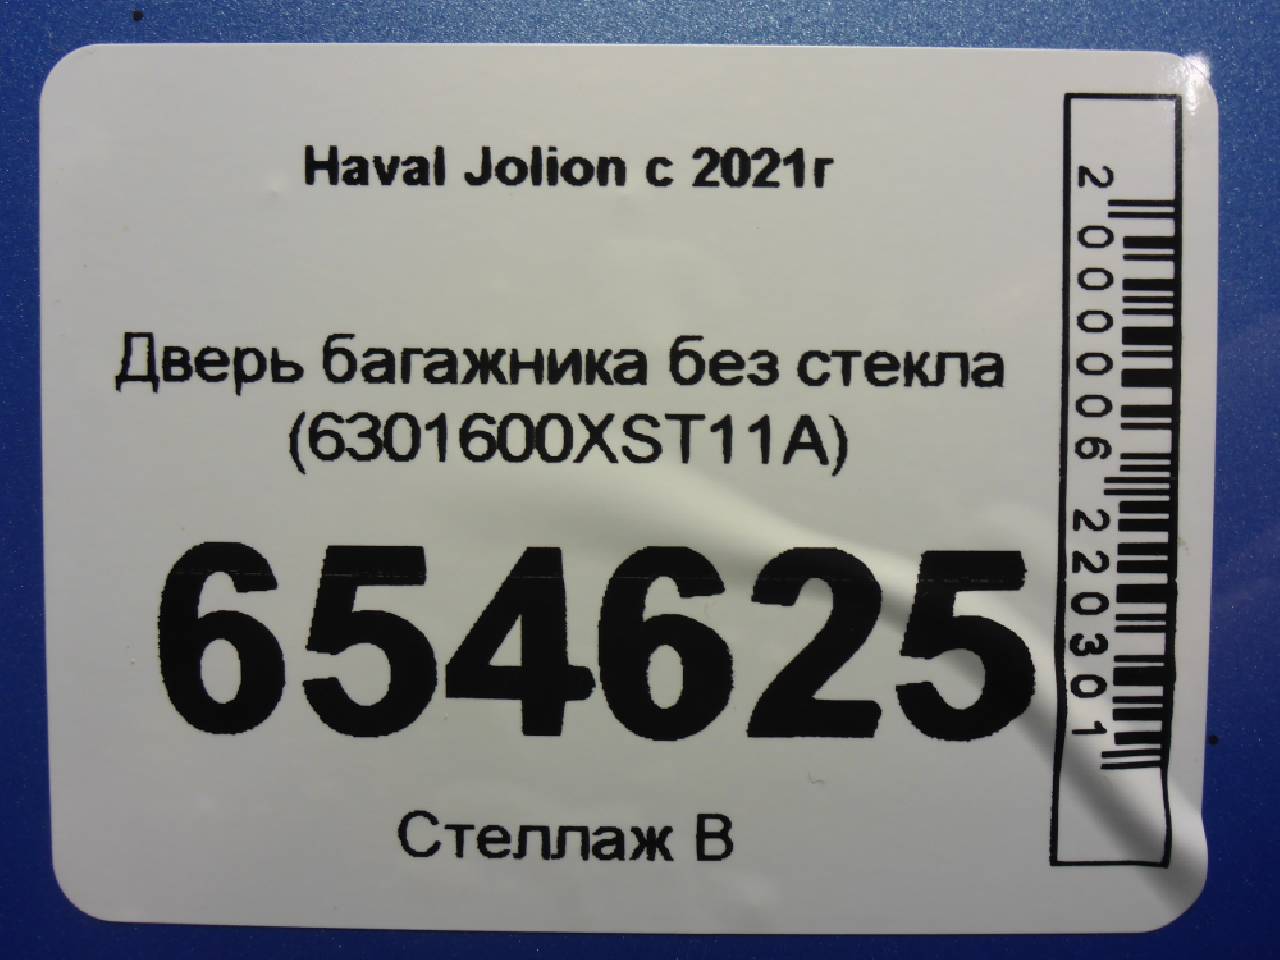 Haval Jolion с 2021г
Дверь багажника без стекла
(6301600XST11A)
654625
Стеллаж В
2000006220301